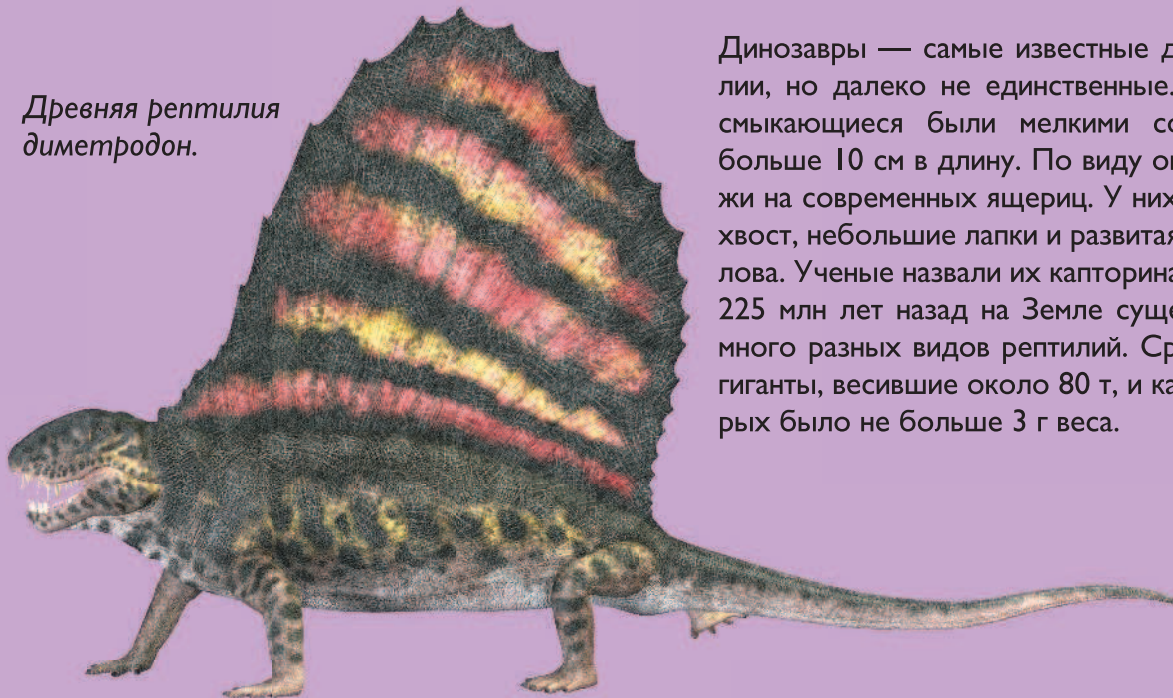 Древняя рептилия
диметродон.
Динозавры — самые известные
лии, но далеко не единственные.
смыкающиеся были мелкими
больше 10 см в длину. По виду
жи на современных ящериц. У них
хвост, небольшие лапки и развитая
лова. Ученые назвали их капторина
225 млн лет назад на Земле суще
много разных видов рептилий. Ср
гиганты, весившие около 80 т, и ка
рых было не больше 3 г веса.